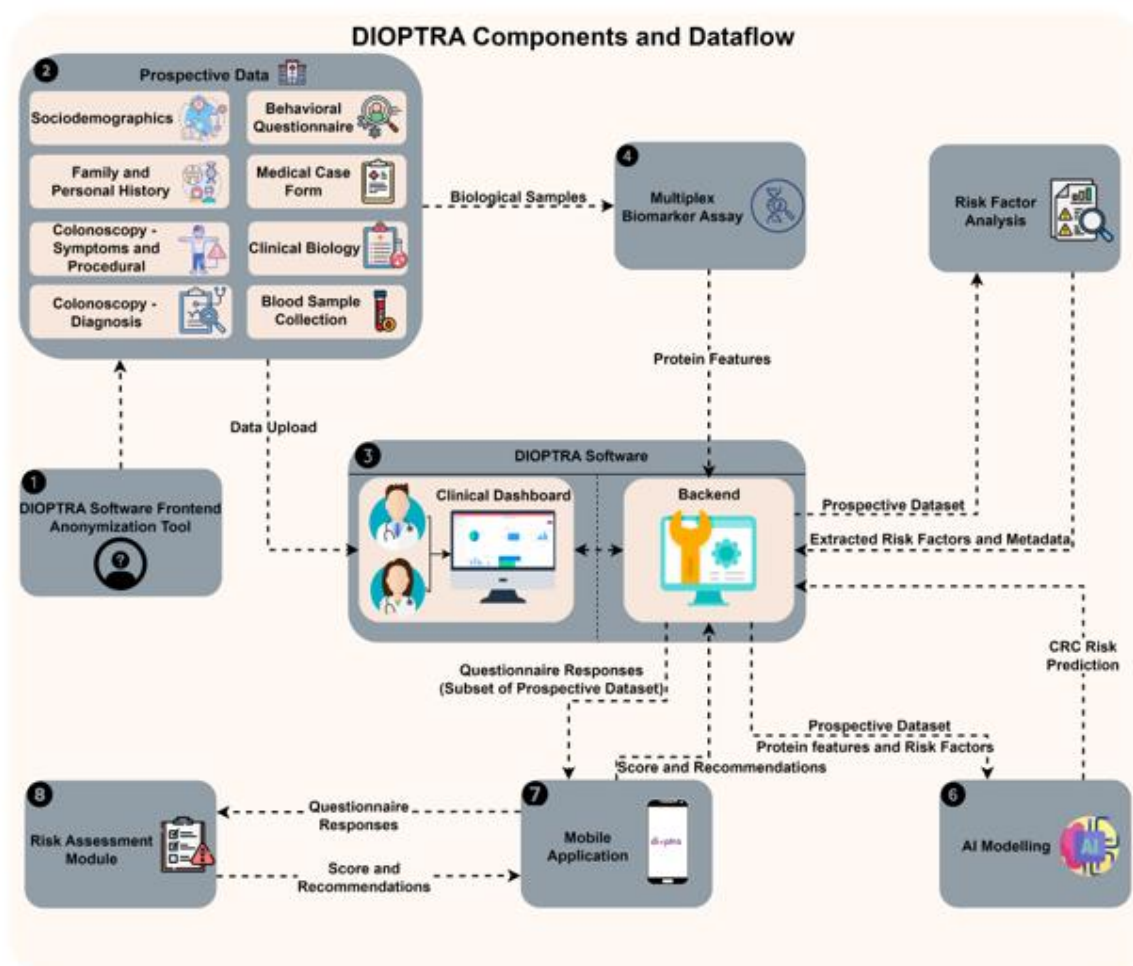 DIOPTRA Components and Dataflow
2
Prospective Data
Sociodemographics
Behavioral
Questionnaire
Family and
Personal History
Medical Case
Form
Colonoscopy -
Symptoms and
Procedural
Clinical Biology
Colonoscopy -
Diagnosis
Blood Sample
Collection
Biological Samples
4
Multiplex
Biomarker Assay
Risk Factor
Analysis
Protein Features
Data Upload
1
DIOPTRA Software Frontend
Anonymization Tool
?
3
DIOPTRA Software
Clinical Dashboard
Backend
Prospective Dataset
Extracted Risk Factors and Metadata
CRC Risk
Prediction
Questionnaire Responses
(Subset of Prospective Dataset)
Prospective Dataset
Protein features and Risk Factors
Score and Recommendations
8
Risk Assessment
Module
Questionnaire
Responses
Score and
Recommendations
7
Mobile
Application
dioptra
6
AI Modelling
AI